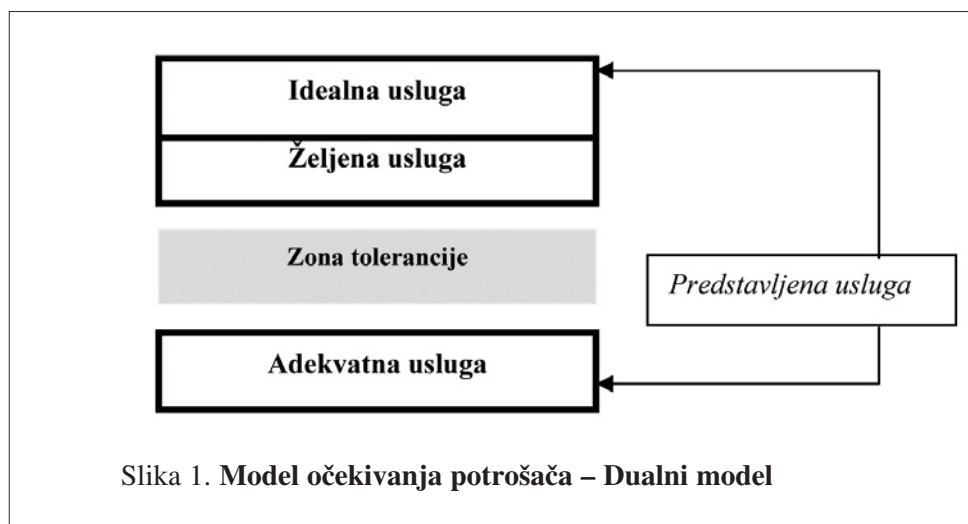 Idealna usluga
Željena usluga
Zona tolerancije
Predstavljena usluga
Adekvatna usluga
Slika 1. Model očekivanja potrošača – Dualni model